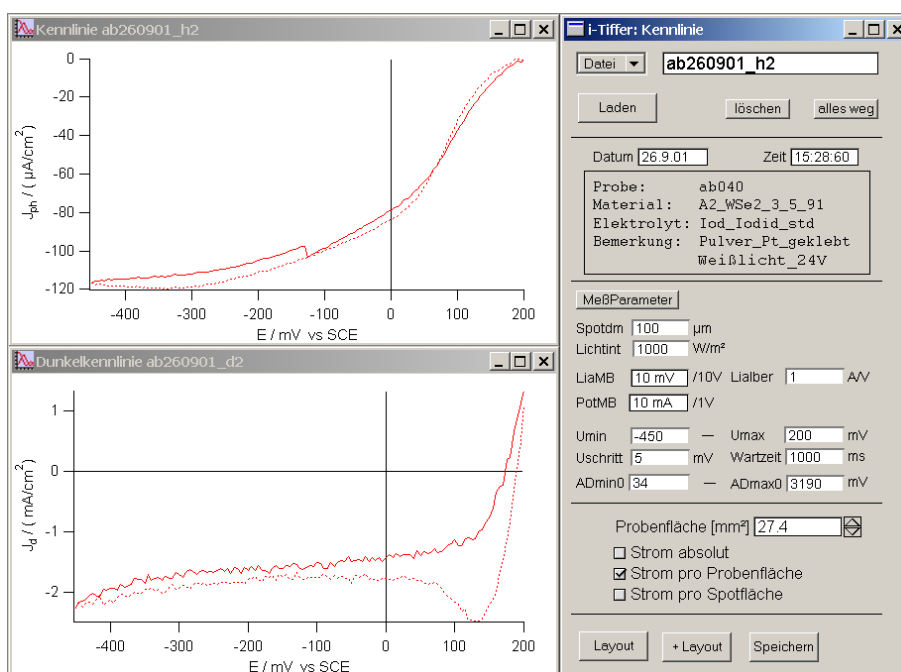 Kennlinie ab260901_h2
0
-20
-40
-60
-80
-100
-120
J_ph / ( µA/cm²)
-400 -300 -200 -100 0 100 200
E / mV vs SCE
Dunkelkennlinie ab260901_d2
1
0
-1
-2
J_d / ( mA/cm²)
-400 -300 -200 -100 0 100 200
E / mV vs SCE
i-Tiffer: Kennlinie
Datei ab260901_h2
Laden löschen alles weg
Datum 26.9.01 Zeit 15:28:60
Probe: ab040
Material: A2_WSe2_3_5_91
Elektrolyt: Iod_Iodid_std
Bemerkung: Pulver_Pt_geklebt
Weißlicht_24V
MeßParameter
Spotdm 100 µm
Lichtint 1000 W/m²
LiaMB 10 mV /10V Lialber 1 A/V
PotMB 10 mA /1V
Umin -450 — Umax 200 mV
Uschritt 5 mV Wartzeit 1000 ms
ADmin0 34 — ADmax0 3190 mV
Probenfläche [mm²] 27.4
Strom absolut
Strom pro Probenfläche
Strom pro Spotfläche
Layout + Layout Speichern